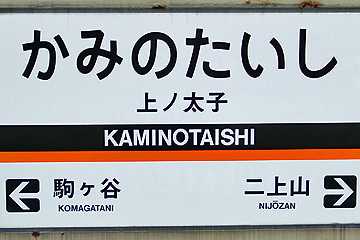 かみのたいし
上ノ太子
KAMINOTAISHI
駒ヶ谷
KOMAGATANI
二上山
NIJŌZAN